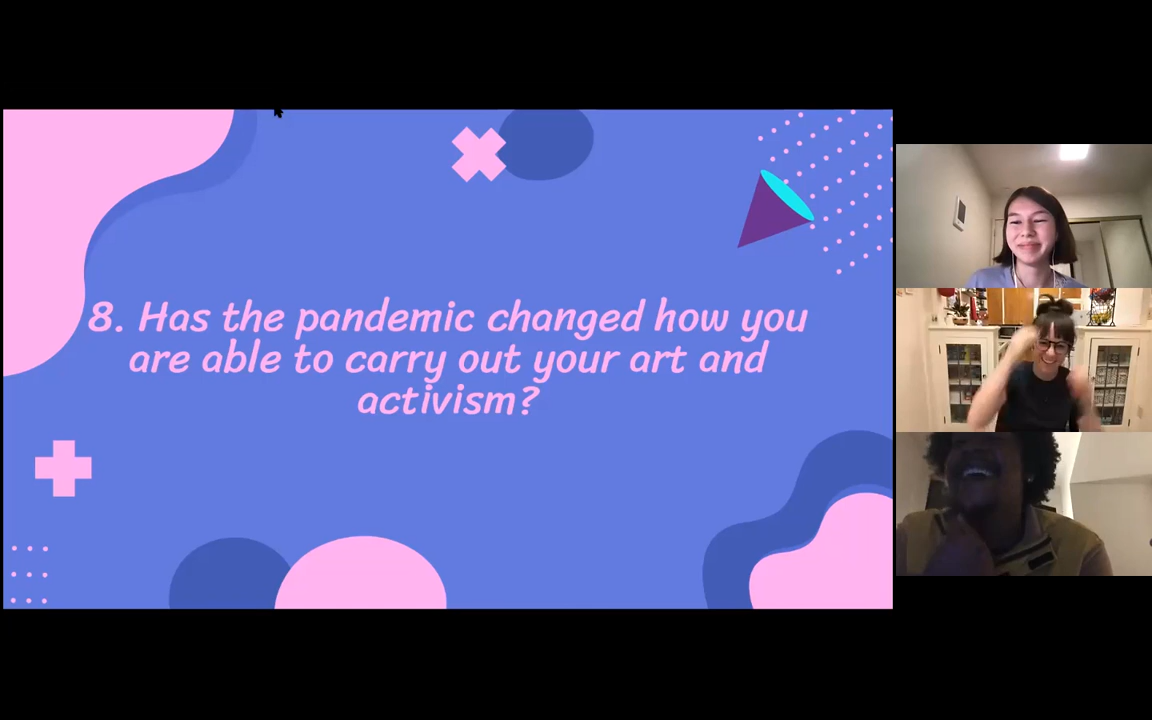 8. Has the pandemic changed how you
are able to carry out your art and
activism?